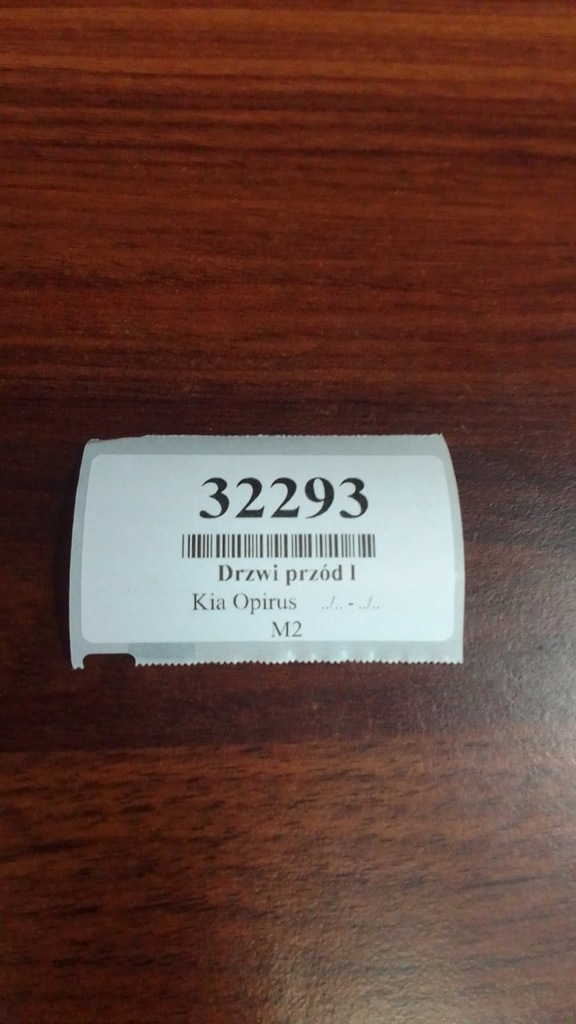 32293
Drzwi przód l
Kia Opirus ../.. - ../..
M2